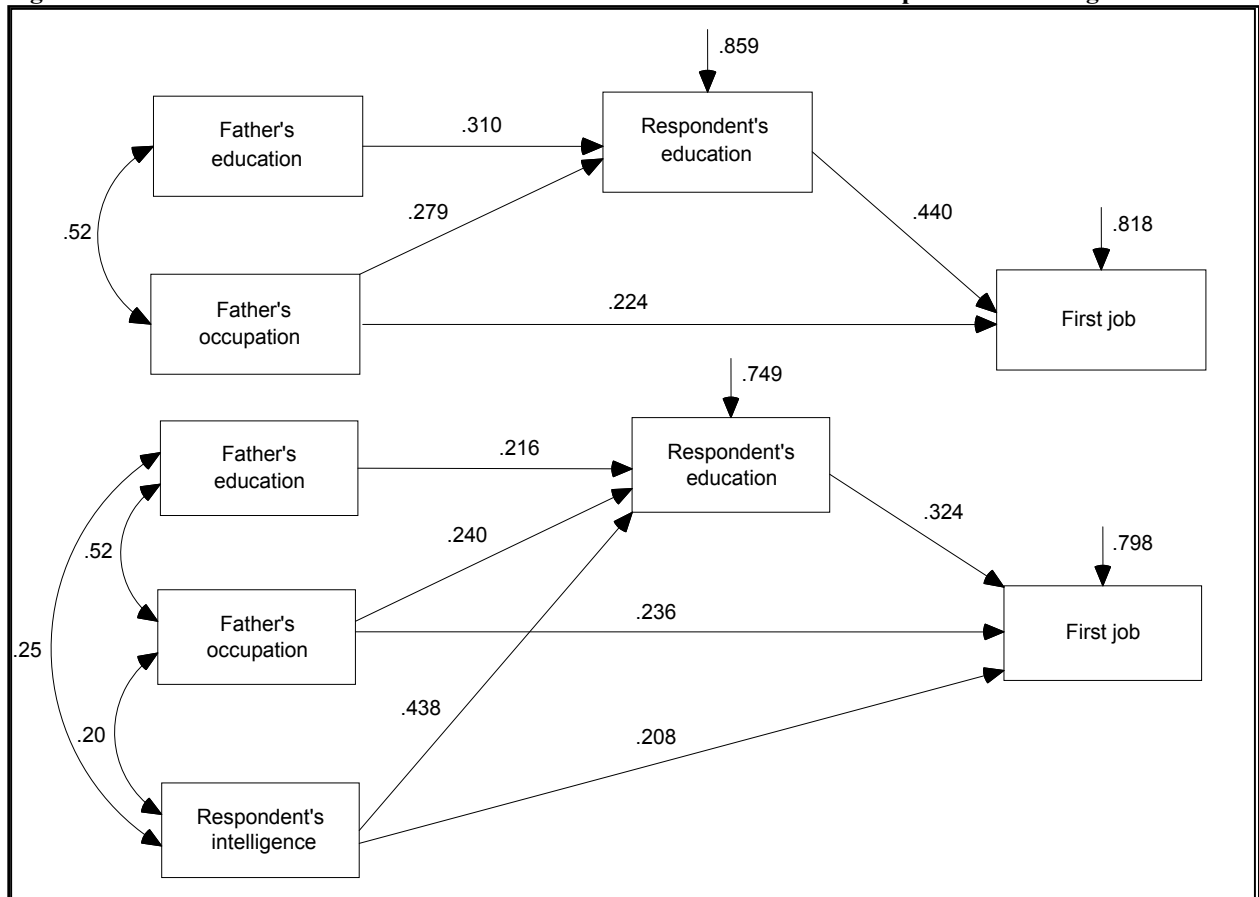 .859
Father's
education
.310
Respondent's
education
.279
.52
.440
.818
Father's
occupation
.224
First job
.749
Father's
education
.216
Respondent's
education
.324
.52
.240
.798
.25
Father's
occupation
.236
First job
.438
.20
.208
Respondent's
intelligence